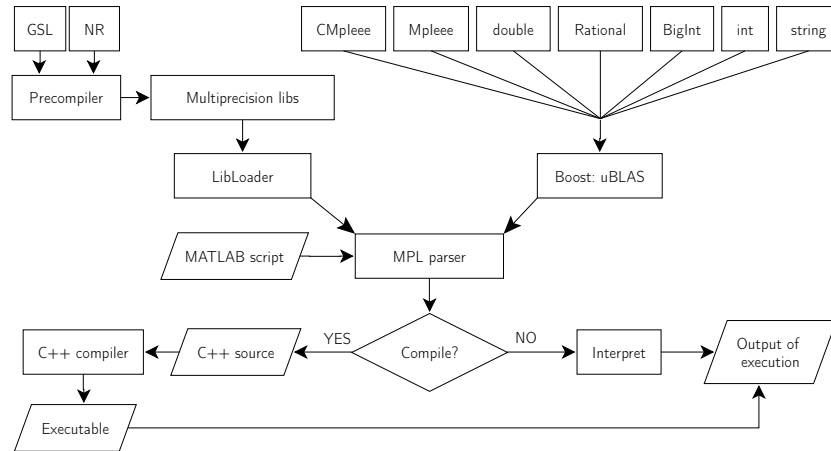 GSL
NR
CMpleee
Mpleee
double
Rational
BigInt
int
string
Precompiler
Multiprecision libs
LibLoader
Boost: uBLAS
MATLAB script
MPL parser
YES
NO
C++ compiler
C++ source
Compile?
Interpret
Output of
execution
Executable